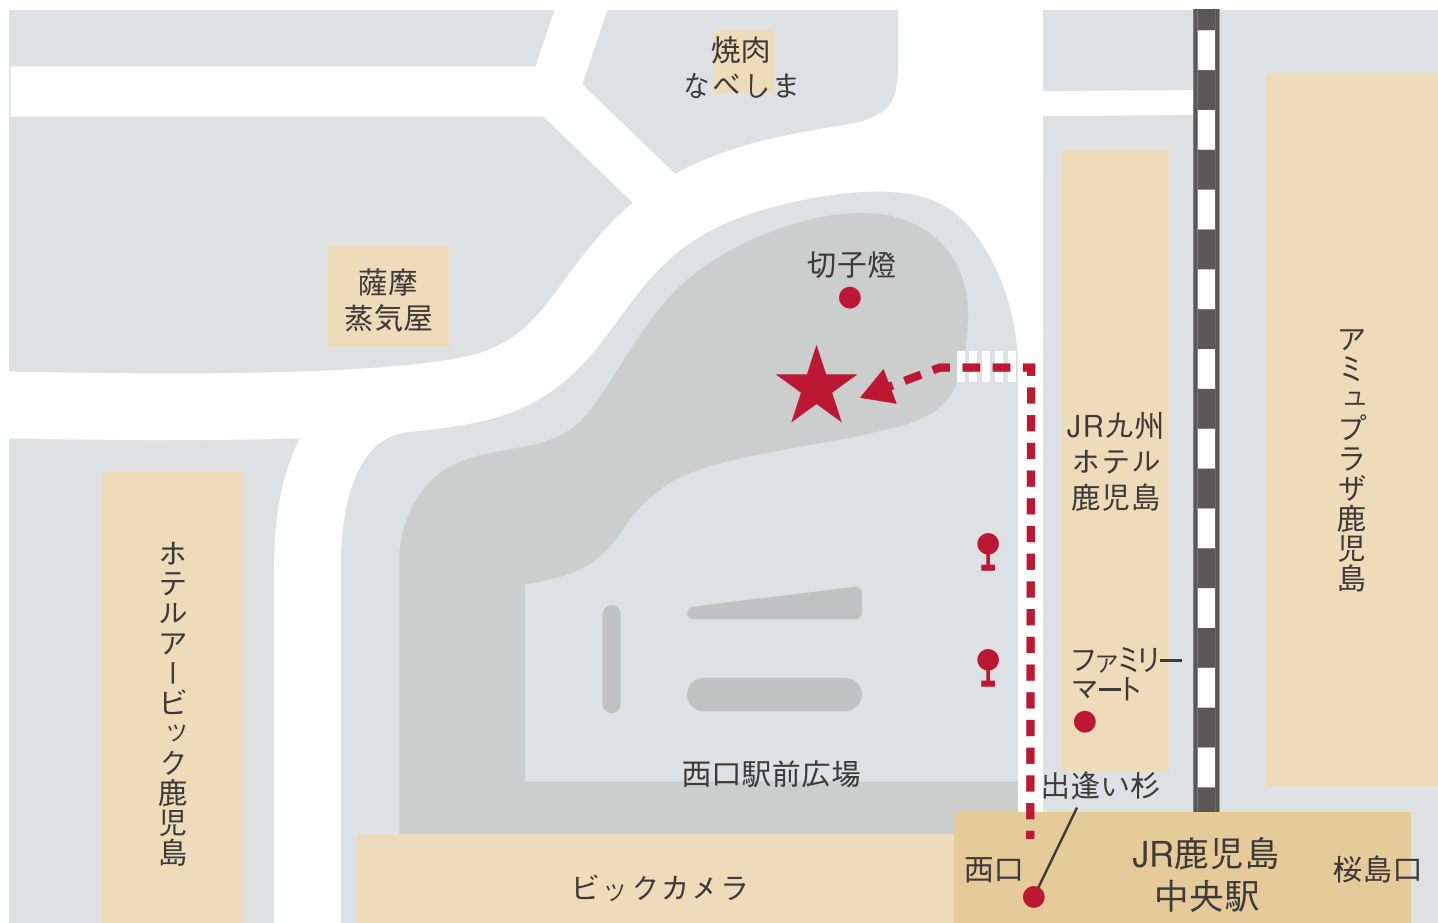 焼肉
なべしま
切子燈
薩摩
蒸気屋
アミュプラザ鹿児島
JR九州
ホテル
鹿児島
ホテルアービック鹿児島
ファミリー
マート
西口駅前広場
出逢い杉
西口
JR鹿児島
中央駅
桜島口
ビックカメラ